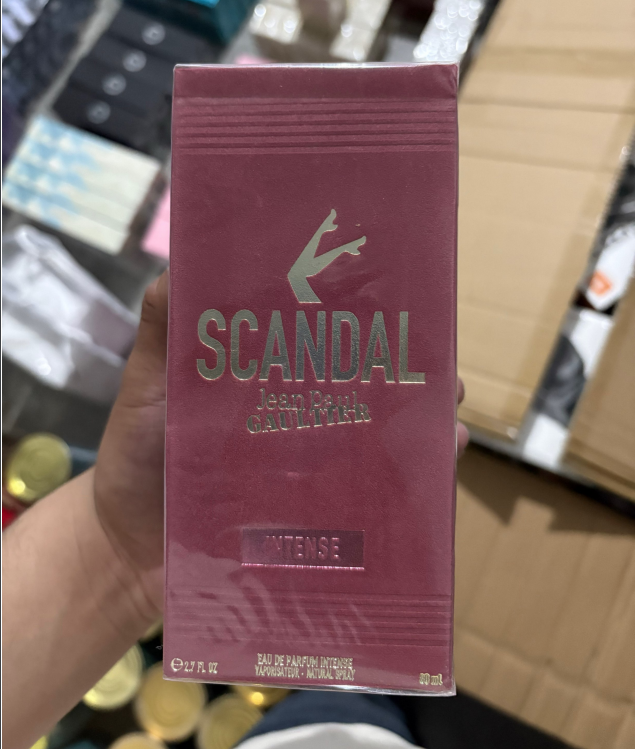 SCANDAL
Jean Paul
GAULTIER
INTENSE
℮ 2.7 FL OZ
EAU DE PARFUM INTENSE
VAPORISATEUR - NATURAL SPRAY
80 ml